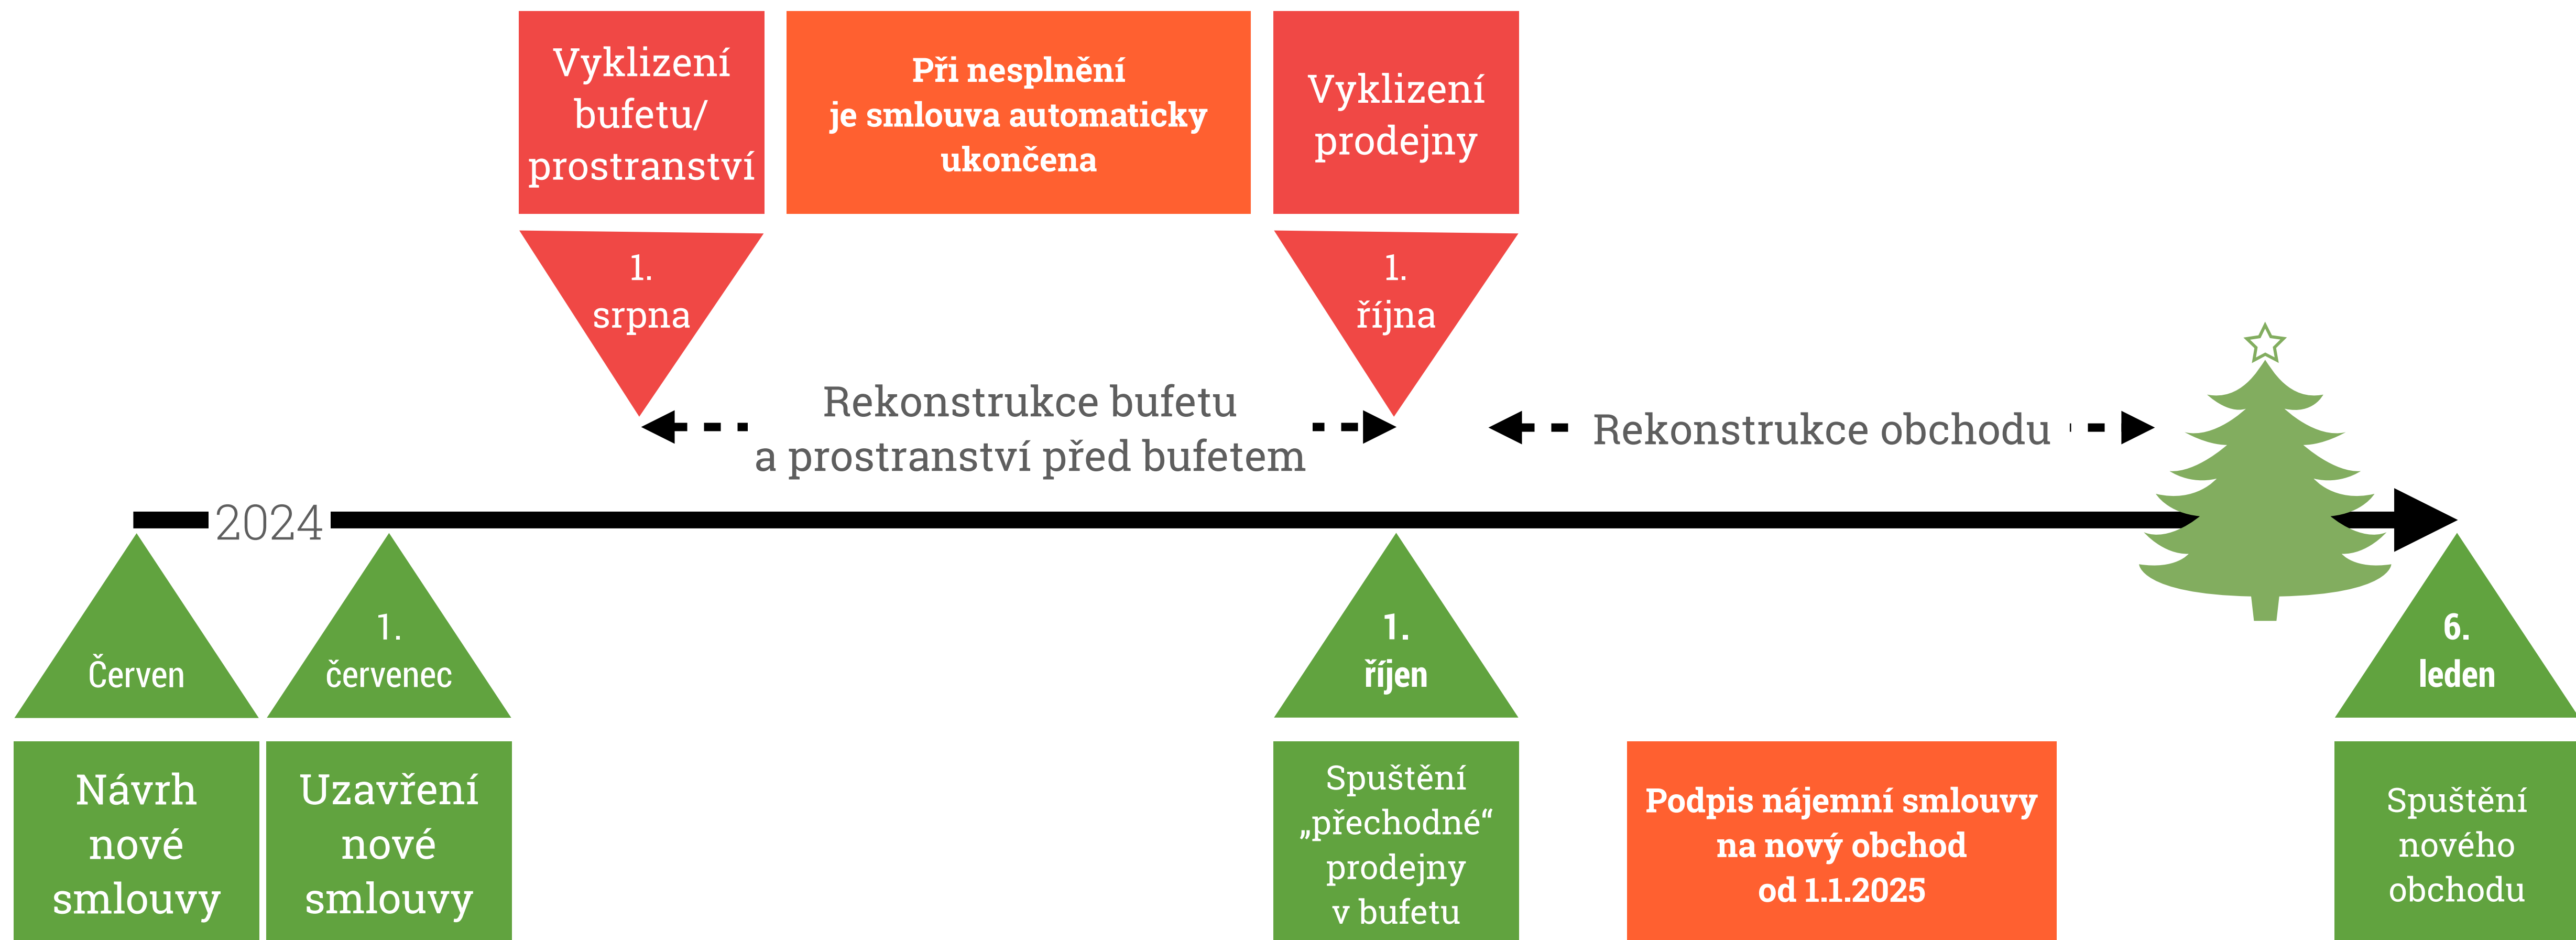 Vyklizení
bufetu/
prostranství
Při nesplnění
je smlouva automaticky
ukončena
Vyklizení
prodejny
1.
srpna
1.
října
Rekonstrukce bufetu
a prostranství před bufetem
Rekonstrukce obchodu
2024
Červen
1.
červenec
1.
říjen
6.
leden
Návrh
nové
smlouvy
Uzavření
nové
smlouvy
Spuštění
„přechodné“
prodejny
v bufetu
Podpis nájemní smlouvy
na nový obchod
od 1.1.2025
Spuštění
nového
obchodu